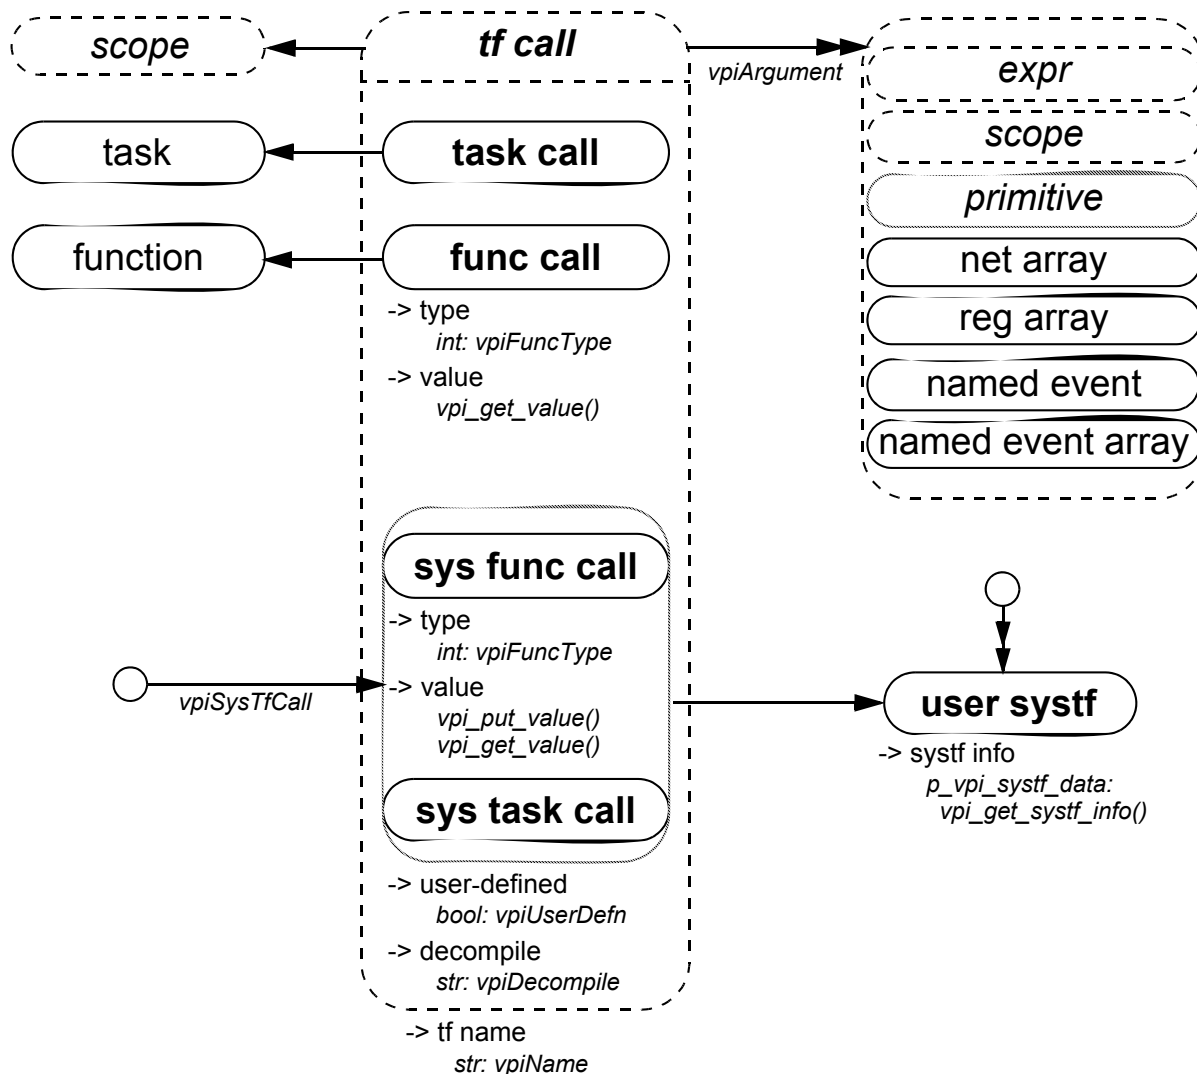 scope
tf call
vpiArgument
expr
scope
primitive
net array
reg array
named event
named event array
task
task call
function
func call
-> type
int: vpiFuncType
-> value
vpi_get_value()
sys func call
-> type
int: vpiFuncType
-> value
vpi_put_value()
vpi_get_value()
sys task call
vpiSysTfCall
user systf
-> systf info
p_vpi_systf_data:
vpi_get_systf_info()
-> user-defined
bool: vpiUserDefn
-> decompile
str: vpiDecompile
-> tf name
str: vpiName